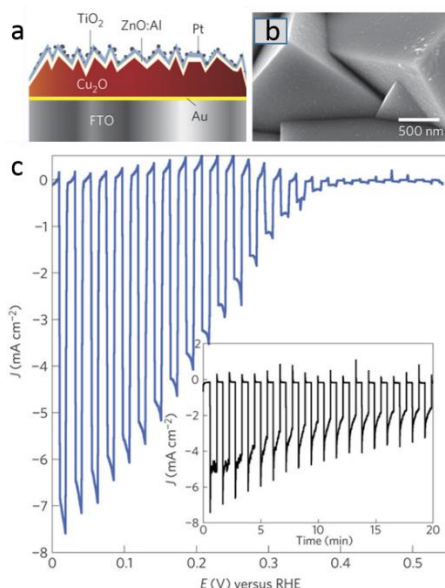 a
TiO2 ZnO:Al Pt
Cu2O
Au
FTO
b
500 nm
c
0
−1
−2
−3
−4
−5
−6
−7
−8
J (mA cm−2)
0 0.1 0.2 0.3 0.4 0.5
E (V) versus RHE
2
0
−2
−4
−6
−8
J (mA cm−2)
0 5 10 15 20
Time (min)